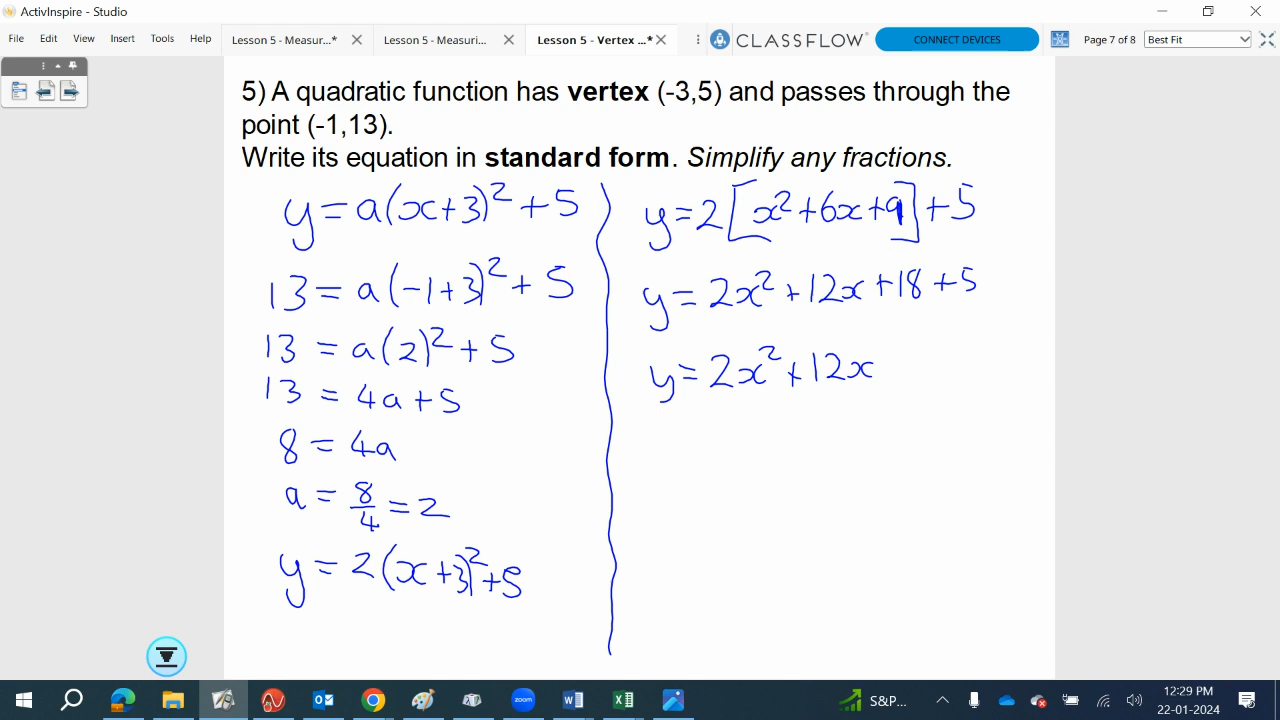 ActivInspire - Studio
File Edit View Insert Tools Help Lesson 5 - Measur...* Lesson 5 - Measuri... Lesson 5 - Vertex ...* CLASSFLOW CONNECT DEVICES Page 7 of 8 Best Fit
5) A quadratic function has vertex (-3,5) and passes through the
point (-1,13).
Write its equation in standard form. Simplify any fractions.
y = a(x+3)² + 5
13 = a(-1+3)² + 5
13 = a(2)² + 5
13 = 4a + 5
8 = 4a
a = 8/4 = 2
y = 2(x+3)² + 5
y = 2[x² + 6x + 9] + 5
y = 2x² + 12x + 18 + 5
y = 2x² + 12x
zoom S&P... 12:29 PM
22-01-2024